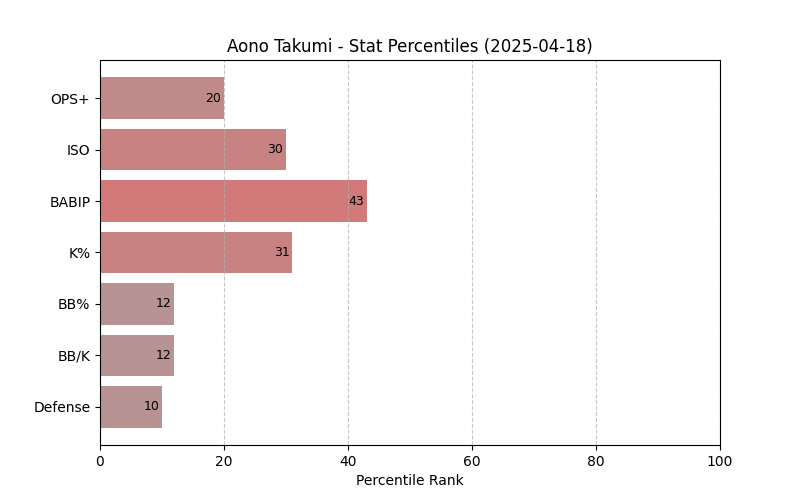 Aono Takumi - Stat Percentiles (2025-04-18)
OPS+ 20
ISO 30
BABIP 43
K% 31
BB% 12
BB/K 12
Defense 10
0 20 40 60 80 100
Percentile Rank